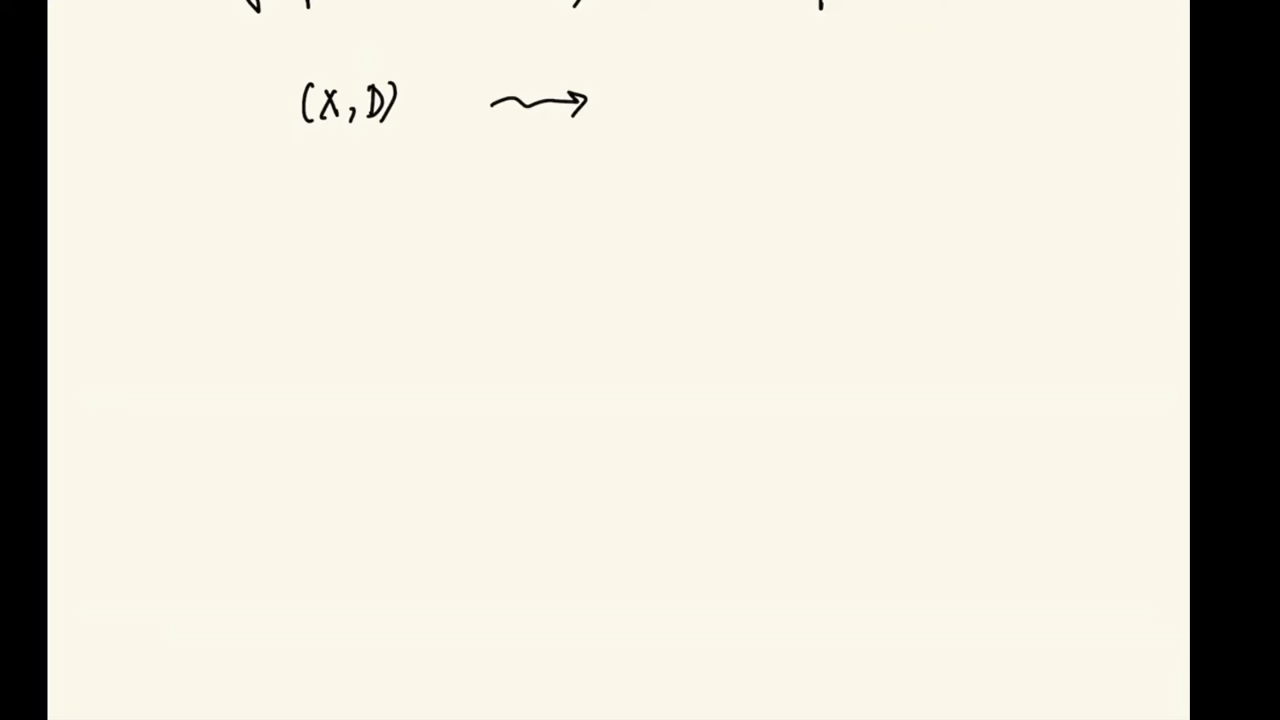 (X, D) ⇝